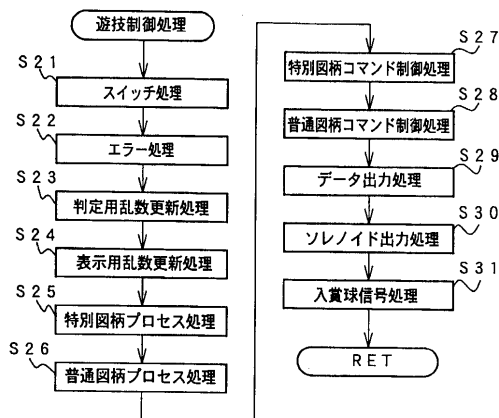 遊技制御処理
S21
スイッチ処理
S22
エラー処理
S23
判定用乱数更新処理
S24
表示用乱数更新処理
S25
特別図柄プロセス処理
S26
普通図柄プロセス処理
S27
特別図柄コマンド制御処理
S28
普通図柄コマンド制御処理
S29
データ出力処理
S30
ソレノイド出力処理
S31
入賞球信号処理
RET